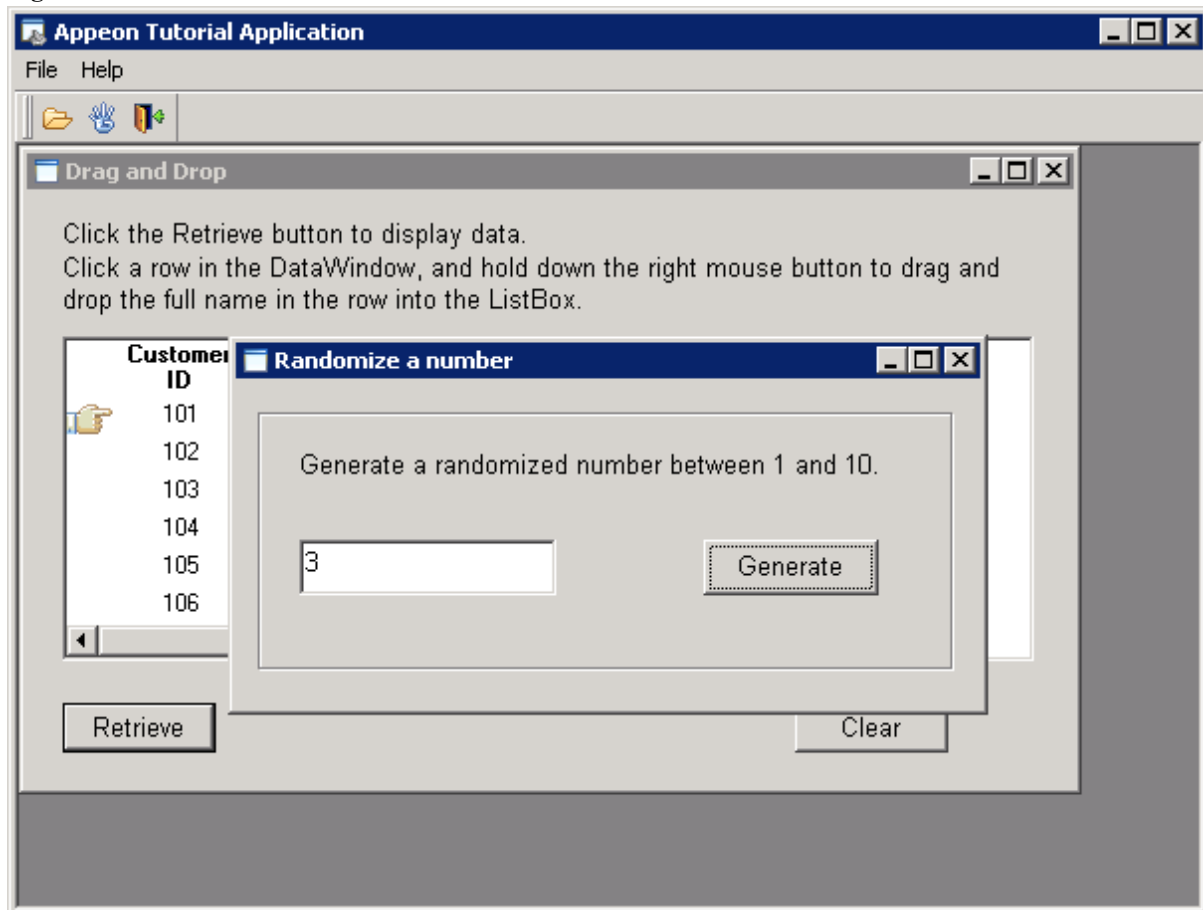 Appeon Tutorial Application
File Help
Drag and Drop
Click the Retrieve button to display data.
Click a row in the DataWindow, and hold down the right mouse button to drag and
drop the full name in the row into the ListBox.
Customer
ID
101
102
103
104
105
106
Randomize a number
Generate a randomized number between 1 and 10.
3
Generate
Retrieve
Clear